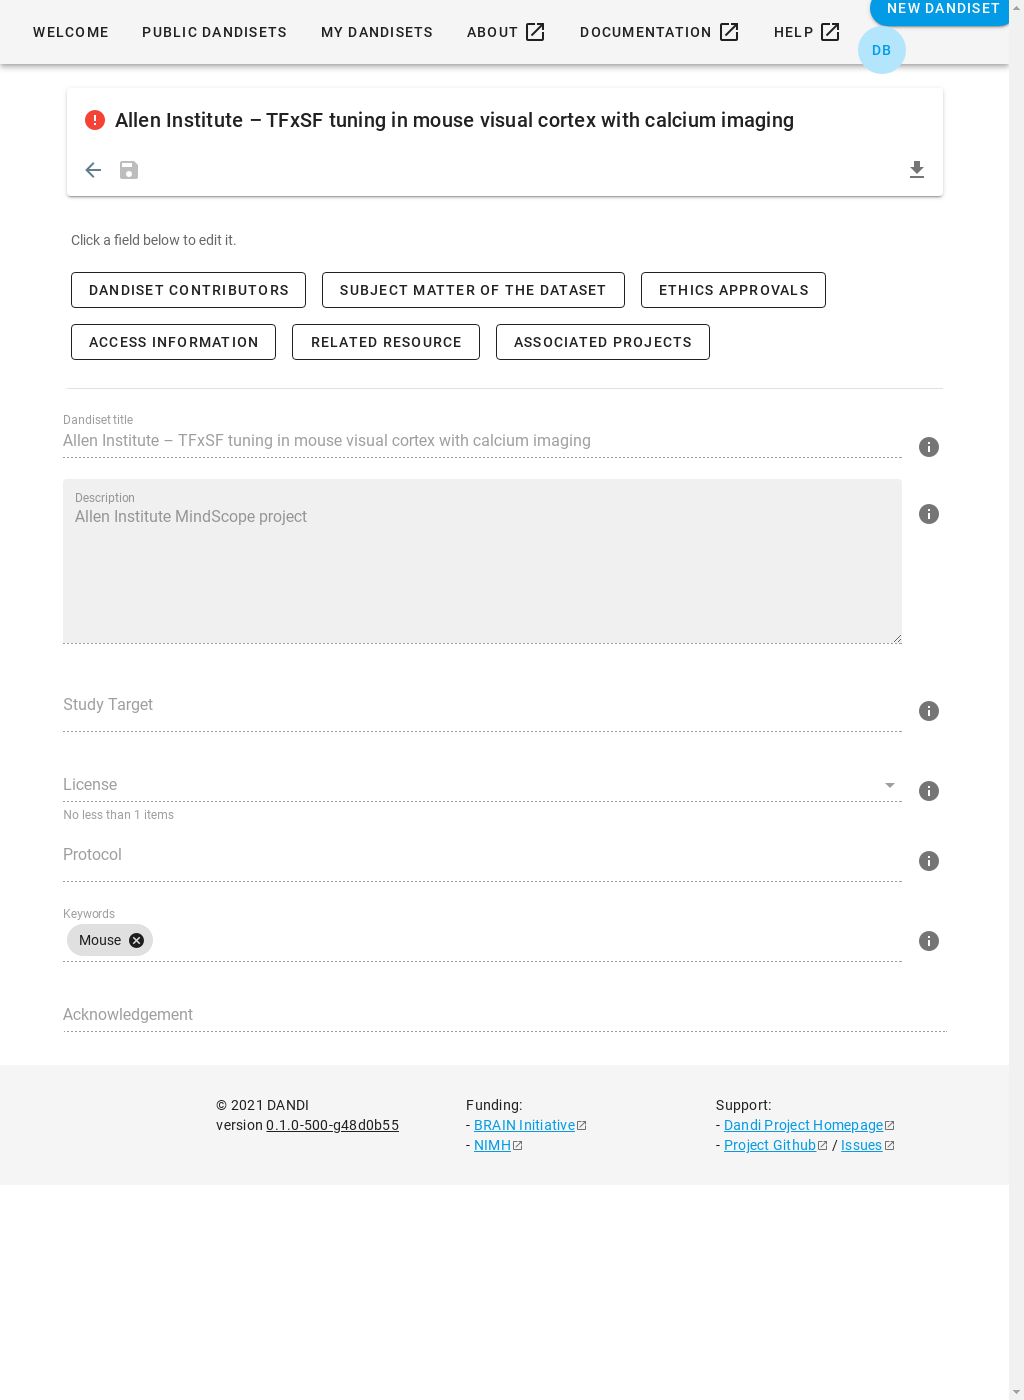 NEW DANDISET
WELCOME PUBLIC DANDISETS MY DANDISETS ABOUT DOCUMENTATION HELP
DB
Allen Institute – TFxSF tuning in mouse visual cortex with calcium imaging
Click a field below to edit it.
DANDISET CONTRIBUTORS SUBJECT MATTER OF THE DATASET ETHICS APPROVALS
ACCESS INFORMATION RELATED RESOURCE ASSOCIATED PROJECTS
Dandiset title
Allen Institute – TFxSF tuning in mouse visual cortex with calcium imaging
Description
Allen Institute MindScope project
Study Target
License
No less than 1 items
Protocol
Keywords
Mouse
Acknowledgement
© 2021 DANDI
version 0.1.0-500-g48d0b55
Funding:
- BRAIN Initiative
- NIMH
Support:
- Dandi Project Homepage
- Project Github / Issues